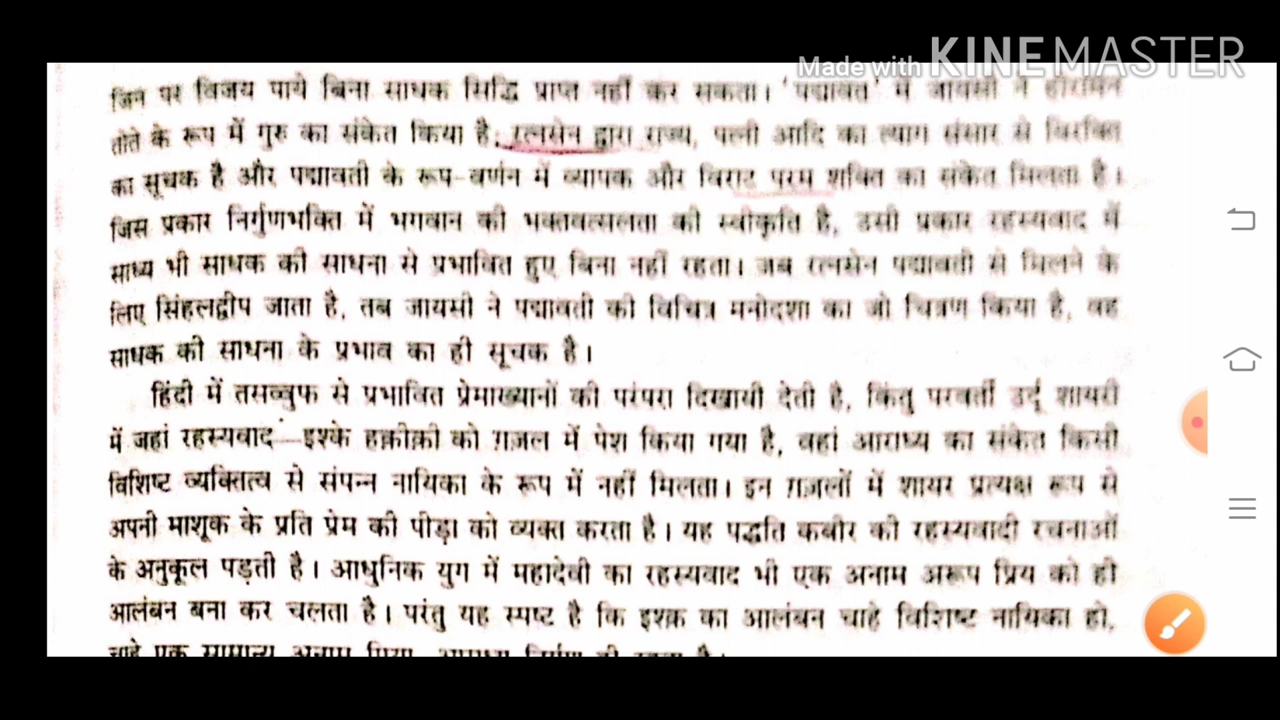 Made with KINEMASTER
जिन पर विजय पाये बिना साधक सिद्धि प्राप्त नहीं कर सकता। 'पद्मावत' में जायसी ने हीरामन
तोते के रूप में गुरु का संकेत किया है; रत्नसेन द्वारा राज्य, पत्नी आदि का त्याग संसार से विरक्ति
का सूचक है और पद्मावती के रूप-वर्णन में व्यापक और विराट परम शक्ति का संकेत मिलता है।
जिस प्रकार निर्गुणभक्ति में भगवान की भक्तवत्सलता की स्वीकृति है, उसी प्रकार रहस्यवाद में
साध्य भी साधक की साधना से प्रभावित हुए बिना नहीं रहता। जब रत्नसेन पद्मावती से मिलने के
लिए सिंहलद्वीप जाता है, तब जायसी ने पद्मावती की विचित्र मनोदशा का जो चित्रण किया है, वह
साधक की साधना के प्रभाव का ही सूचक है।
हिंदी में तसव्वुफ से प्रभावित प्रेमाख्यानों की परंपरा दिखायी देती है, किंतु परवर्ती उर्दू शायरी
में जहां रहस्यवाद—इश्के हक़ीक़ी को ग़ज़ल में पेश किया गया है, वहां आराध्य का संकेत किसी
विशिष्ट व्यक्तित्व से संपन्न नायिका के रूप में नहीं मिलता। इन ग़ज़लों में शायर प्रत्यक्ष रूप से
अपनी माशूक के प्रति प्रेम की पीड़ा को व्यक्त करता है। यह पद्धति कबीर की रहस्यवादी रचनाओं
के अनुकूल पड़ती है। आधुनिक युग में महादेवी का रहस्यवाद भी एक अनाम अरूप प्रिय को ही
आलंबन बना कर चलता है। परंतु यह स्पष्ट है कि इश्क़ का आलंबन चाहे विशिष्ट नायिका हो,
चाहे एक सामान्य अनाम प्रिया, आराध्य निर्गुण ही रहता है।